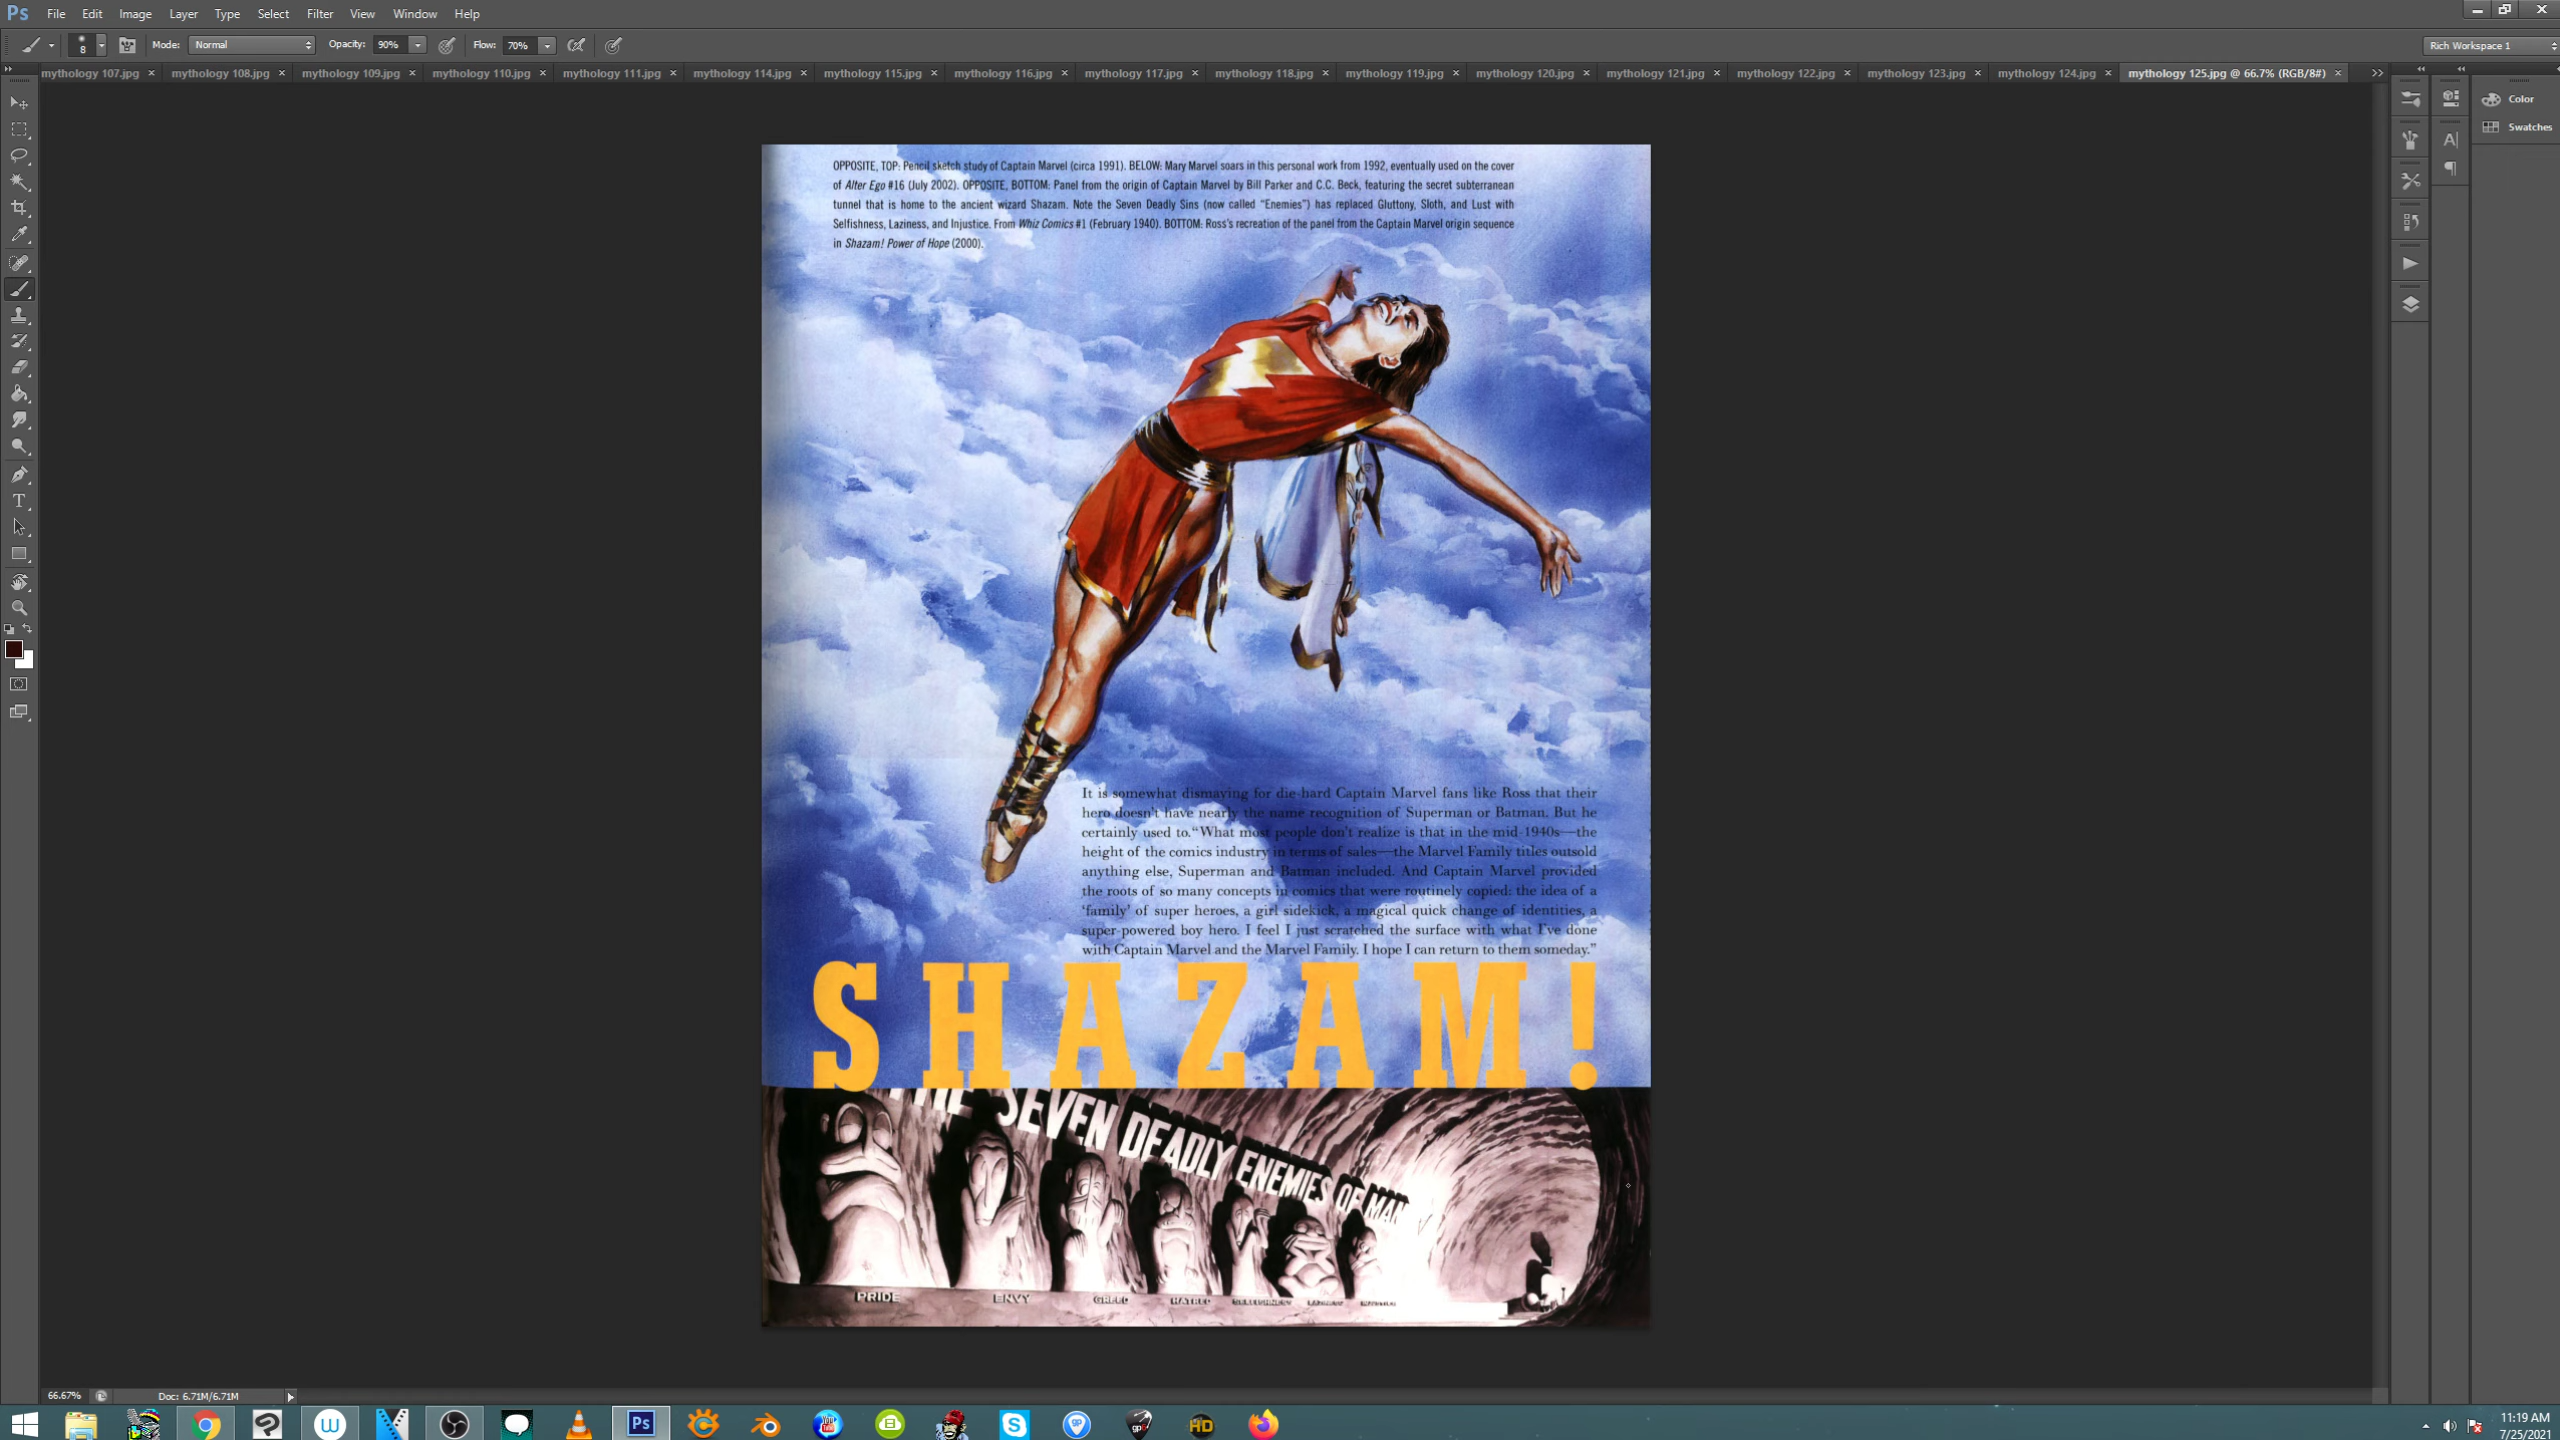 Ps File Edit Image Layer Type Select Filter View Window Help
8 Mode: Normal Opacity: 90% Flow: 70% Rich Workspace 1
mythology 107.jpg × mythology 108.jpg × mythology 109.jpg × mythology 110.jpg × mythology 111.jpg × mythology 114.jpg × mythology 115.jpg × mythology 116.jpg × mythology 117.jpg × mythology 118.jpg × mythology 119.jpg × mythology 120.jpg × mythology 121.jpg × mythology 122.jpg × mythology 123.jpg × mythology 124.jpg × mythology 125.jpg @ 66.7% (RGB/8#) ×
Color
Swatches
OPPOSITE, TOP: Pencil sketch study of Captain Marvel (circa 1991). BELOW: Mary Marvel soars in this personal work from 1992, eventually used on the cover
of Alter Ego #16 (July 2002). OPPOSITE, BOTTOM: Panel from the origin of Captain Marvel by Bill Parker and C.C. Beck, featuring the secret subterranean
tunnel that is home to the ancient wizard Shazam. Note the Seven Deadly Sins (now called “Enemies”) has replaced Gluttony, Sloth, and Lust with
Selfishness, Laziness, and Injustice. From Whiz Comics #1 (February 1940). BOTTOM: Ross's recreation of the panel from the Captain Marvel origin sequence
in Shazam! Power of Hope (2000).
It is somewhat dismaying for die-hard Captain Marvel fans like Ross that their
hero doesn't have nearly the name recognition of Superman or Batman. But he
certainly used to. “What most people don't realize is that in the mid-1940s—the
height of the comics industry in terms of sales—the Marvel Family titles outsold
anything else, Superman and Batman included. And Captain Marvel provided
the roots of so many concepts in comics that were routinely copied: the idea of a
‘family’ of super heroes, a girl sidekick, a magical quick change of identities, a
super-powered boy hero. I feel I just scratched the surface with what I've done
with Captain Marvel and the Marvel Family. I hope I can return to them someday.”
SHAZAM!
THE SEVEN DEADLY ENEMIES OF MAN
PRIDE ENVY GREED HATRED SELFISHNESS
66.67% Doc: 6.71M/6.71M
W Ps You Tube B S gp gp HD
11:19 AM
7/25/2021